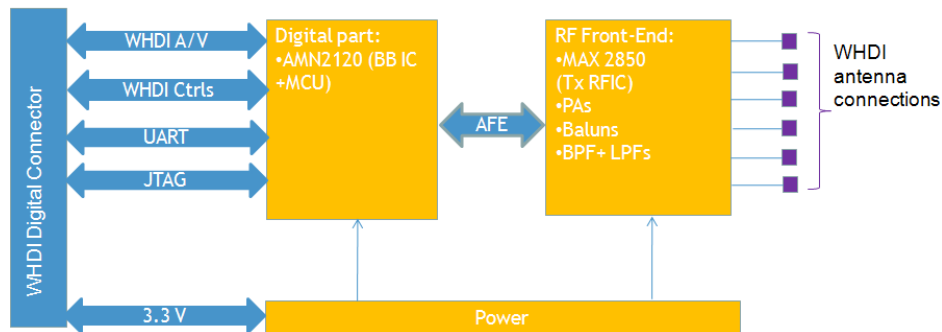 WHDI Digital Connector
WHDI A/V
WHDI Ctrls
UART
JTAG
3.3 V
Digital part:
•AMN2120 (BB IC
+MCU)
AFE
RF Front-End:
•MAX 2850
(Tx RFIC)
•PAs
•Baluns
•BPF+ LPFs
WHDI
antenna
connections
Power